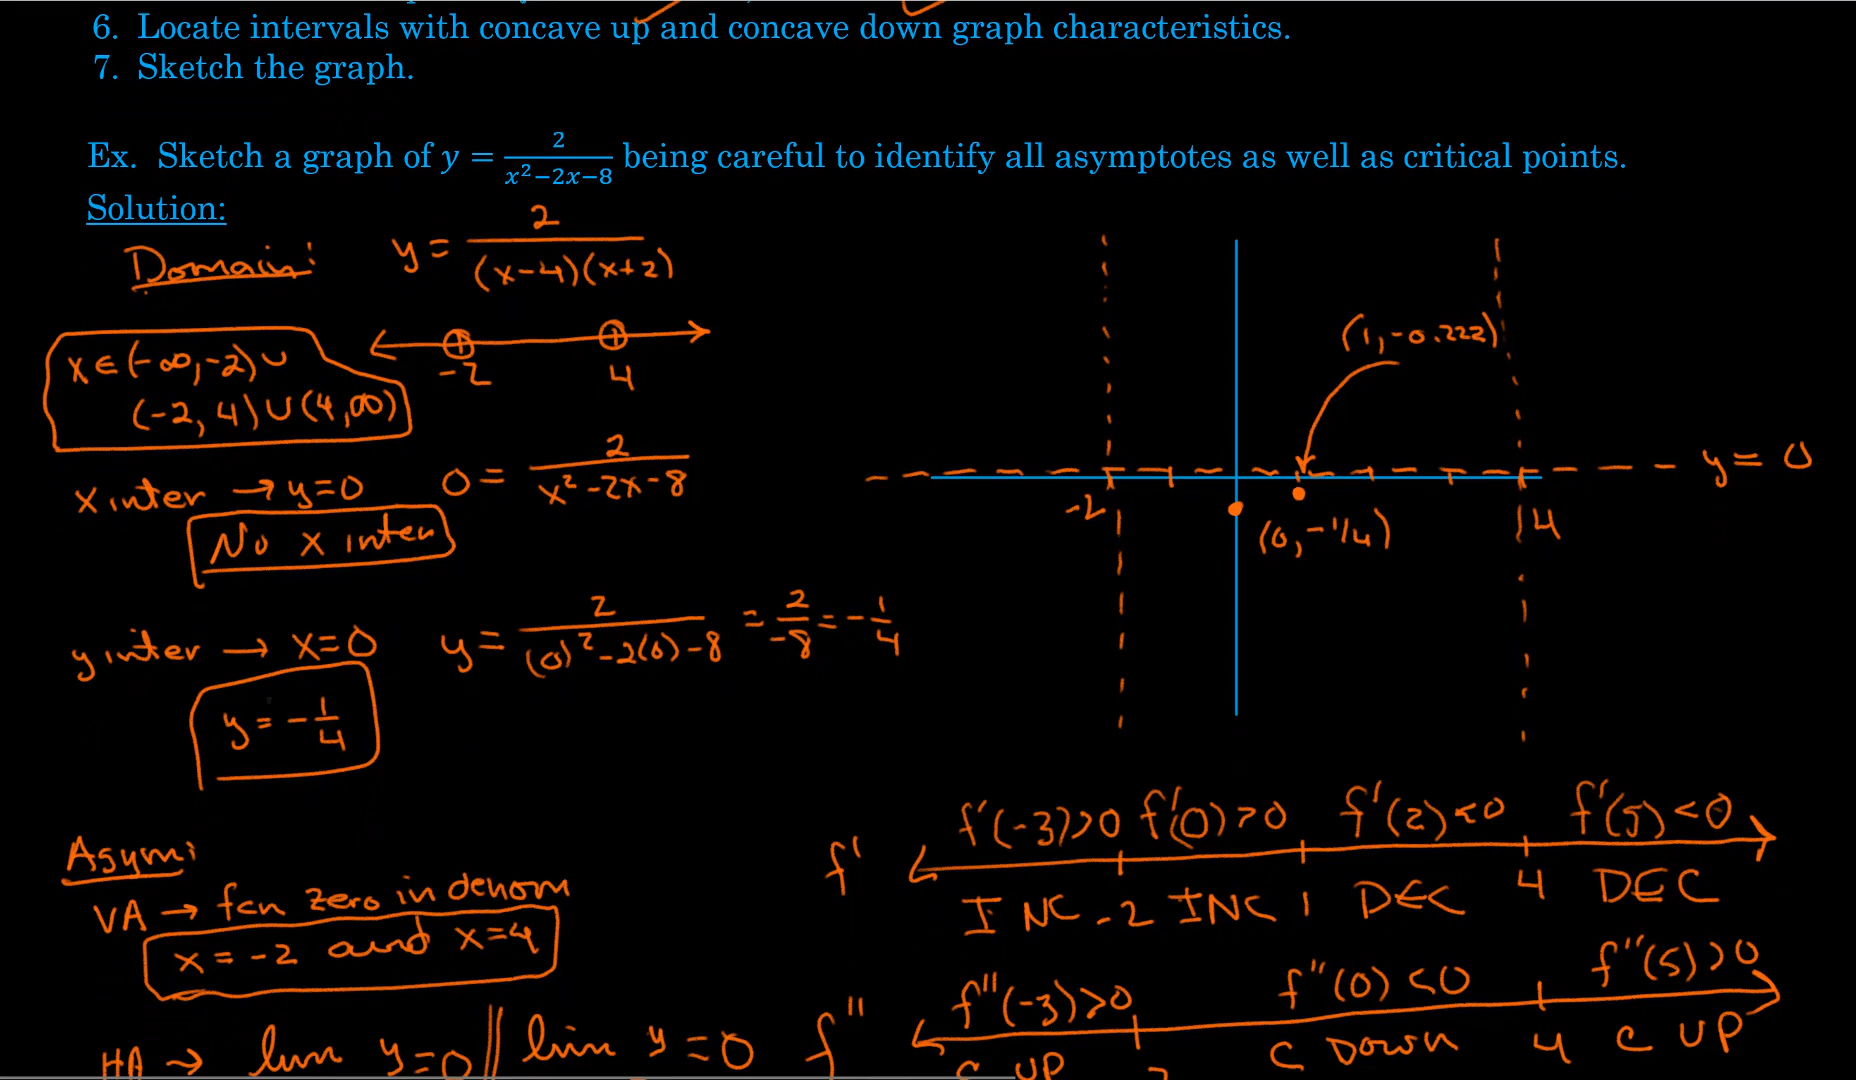 6. Locate intervals with concave up and concave down graph characteristics.
7. Sketch the graph.
Ex. Sketch a graph of y = 2/(x²−2x−8) being careful to identify all asymptotes as well as critical points.
Solution:
Domain: y = 2/((x−4)(x+2))
x ∈ (−∞,−2) ∪
(−2, 4) ∪ (4,∞)
−2 4
x inter → y=0 0 = 2/(x²−2x−8)
No x inter
y inter → x=0 y = 2/((0)²−2(0)−8) = 2/−8 = −1/4
y = −1/4
Asym:
VA → fcn zero in denom
x = −2 and x=4
HA → lim y=0 || lim y=0
(1,−0.222)
y = 0
−2 (0,−1/4) 4
f' f'(−3)>0 f'(0)>0 f'(2)<0 f'(5)<0
INC −2 INC 1 DEC 4 DEC
f'' f''(−3)>0 f''(0)<0 f''(5)>0
C UP C DOWN 4 C UP